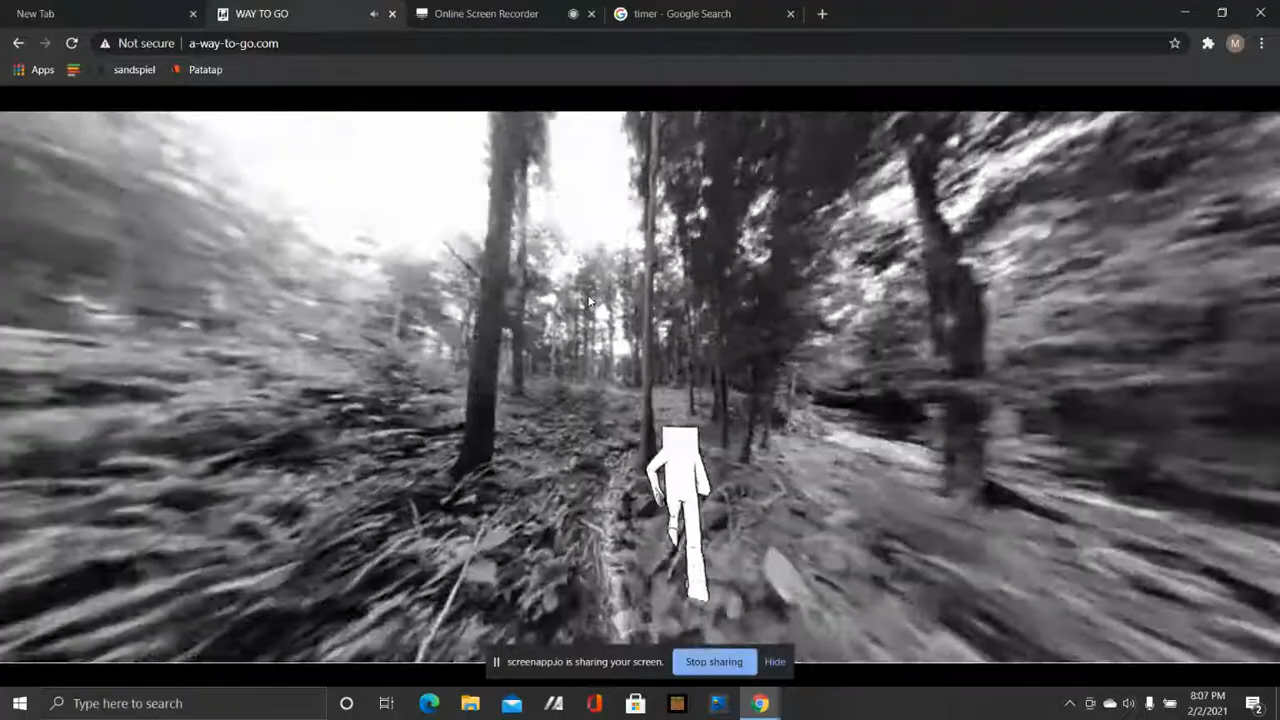 New Tab
WAY TO GO
Online Screen Recorder
timer - Google Search
Not secure
a-way-to-go.com
M
Apps
sandspiel
Patatap
screenapp.io is sharing your screen.
Stop sharing
Hide
Type here to search
8:07 PM
2/2/2021
2